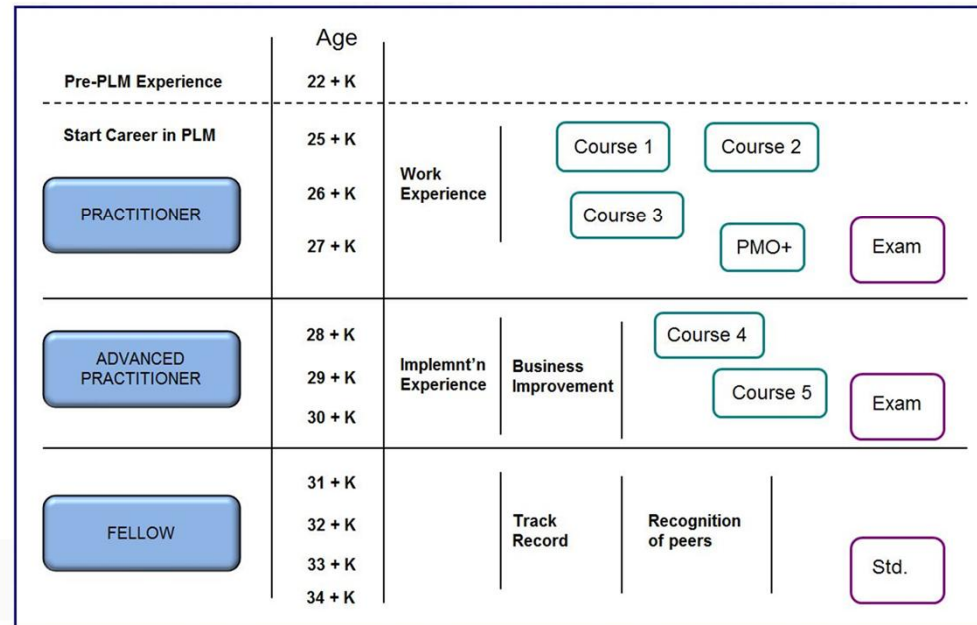 Age
Pre-PLM Experience
22 + K
Start Career in PLM
25 + K
Work
Experience
Course 1
Course 2
PRACTITIONER
26 + K
Course 3
27 + K
PMO+
Exam
ADVANCED
PRACTITIONER
28 + K
29 + K
30 + K
Implemnt'n
Experience
Business
Improvement
Course 4
Course 5
Exam
FELLOW
31 + K
32 + K
33 + K
34 + K
Track
Record
Recognition
of peers
Std.